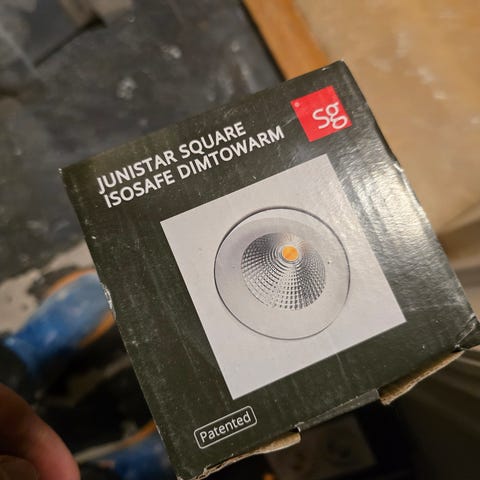 Sg
JUNISTAR SQUARE
ISOSAFE DIMTOWARM
Patented